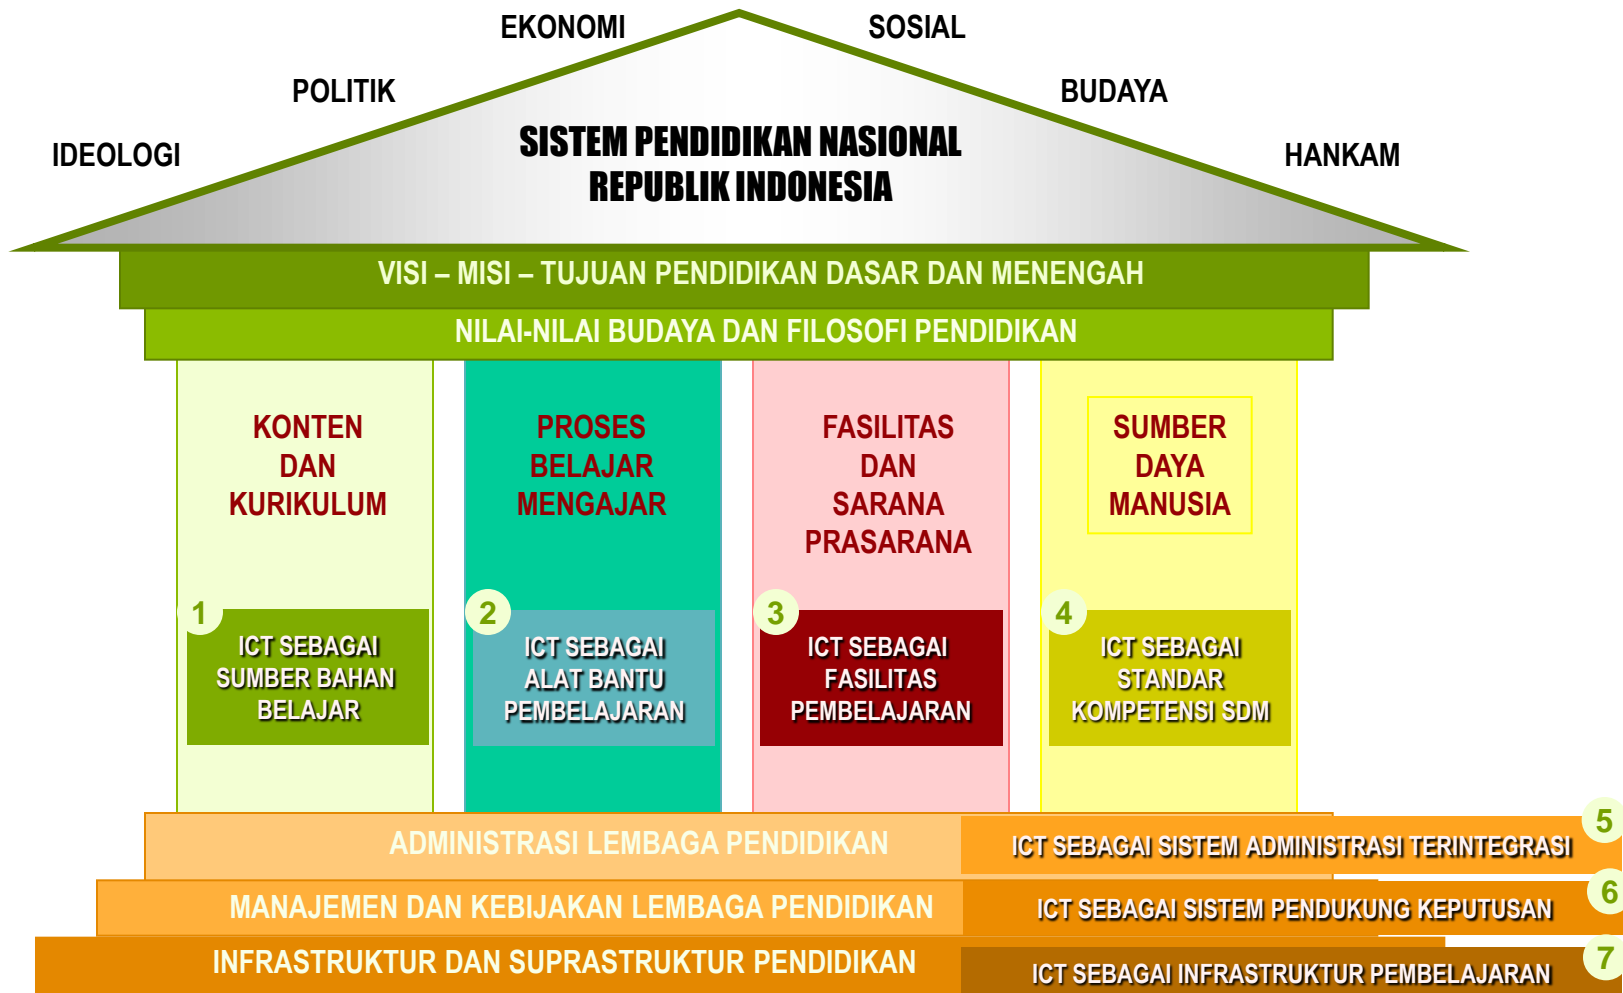 EKONOMI
SOSIAL
POLITIK
BUDAYA
IDEOLOGI
HANKAM
SISTEM PENDIDIKAN NASIONAL
REPUBLIK INDONESIA
VISI – MISI – TUJUAN PENDIDIKAN DASAR DAN MENENGAH
NILAI-NILAI BUDAYA DAN FILOSOFI PENDIDIKAN
KONTEN
DAN
KURIKULUM
1
ICT SEBAGAI
SUMBER BAHAN
BELAJAR
PROSES
BELAJAR
MENGAJAR
2
ICT SEBAGAI
ALAT BANTU
PEMBELAJARAN
FASILITAS
DAN
SARANA
PRASARANA
3
ICT SEBAGAI
FASILITAS
PEMBELAJARAN
SUMBER
DAYA
MANUSIA
4
ICT SEBAGAI
STANDAR
KOMPETENSI SDM
ADMINISTRASI LEMBAGA PENDIDIKAN
ICT SEBAGAI SISTEM ADMINISTRASI TERINTEGRASI
5
MANAJEMEN DAN KEBIJAKAN LEMBAGA PENDIDIKAN
ICT SEBAGAI SISTEM PENDUKUNG KEPUTUSAN
6
INFRASTRUKTUR DAN SUPRASTRUKTUR PENDIDIKAN
ICT SEBAGAI INFRASTRUKTUR PEMBELAJARAN
7